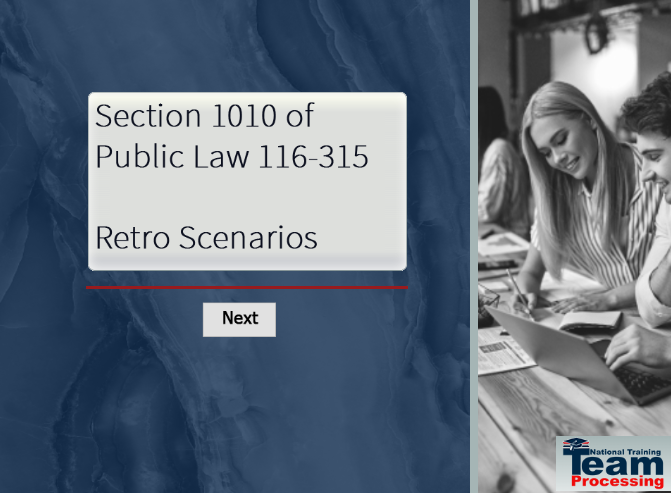 Section 1010 of
Public Law 116-315
Retro Scenarios
Next
National Training
Team
Processing